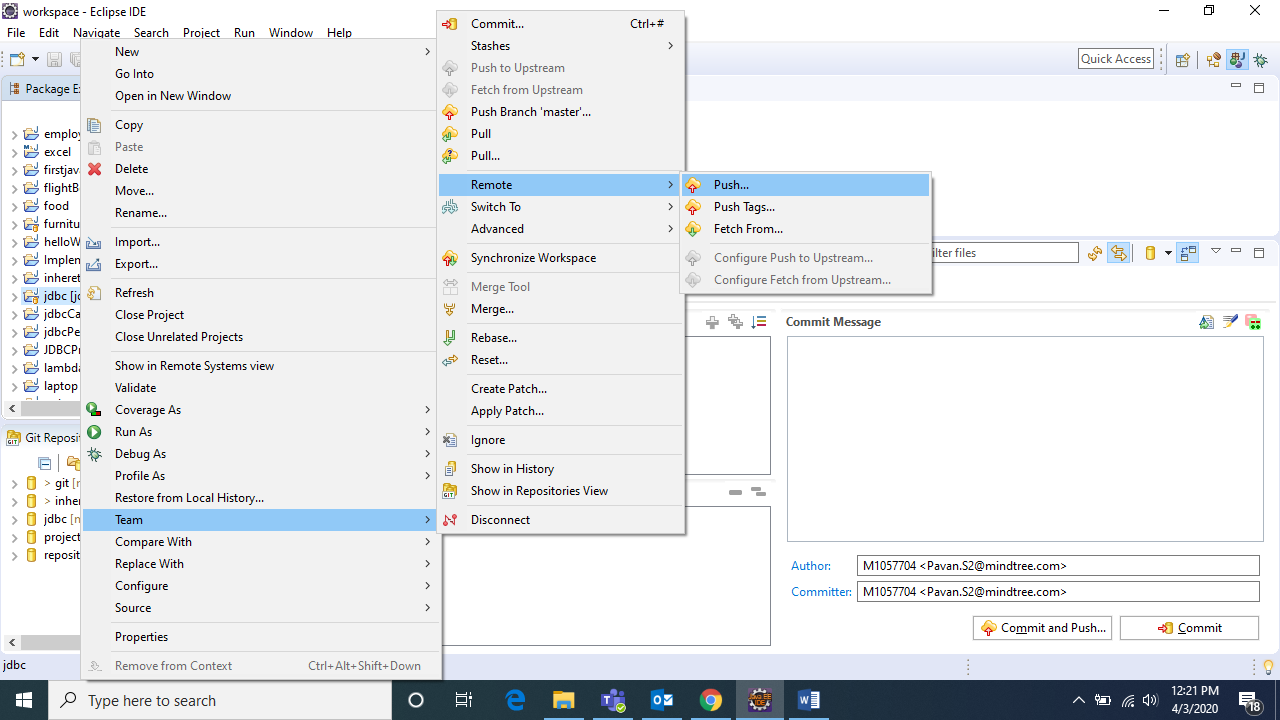 workspace - Eclipse IDE
File Edit Navigate Search Project Run Window Help
Quick Access
Package Ex
employ
excel
firstjava
flightB
food
furnitu
helloW
Implen
inheret
jdbc [jd
jdbcCa
jdbcPe
JDBCPr
lambda
laptop
Git Reposit
> git [n
> inher
jdbc [n
project
reposit
jdbc
New
Go Into
Open in New Window
Copy
Paste
Delete
Move...
Rename...
Import...
Export...
Refresh
Close Project
Close Unrelated Projects
Show in Remote Systems view
Validate
Coverage As
Run As
Debug As
Profile As
Restore from Local History...
Team
Compare With
Replace With
Configure
Source
Properties
Remove from Context Ctrl+Alt+Shift+Down
Commit... Ctrl+#
Stashes
Push to Upstream
Fetch from Upstream
Push Branch 'master'...
Pull
Pull...
Remote
Switch To
Advanced
Synchronize Workspace
Merge Tool
Merge...
Rebase...
Reset...
Create Patch...
Apply Patch...
Ignore
Show in History
Show in Repositories View
Disconnect
Push...
Push Tags...
Fetch From...
Configure Push to Upstream...
Configure Fetch from Upstream...
ilter files
Commit Message
Author: M1057704 <Pavan.S2@mindtree.com>
Committer: M1057704 <Pavan.S2@mindtree.com>
Commit and Push... Commit
Type here to search
12:21 PM
4/3/2020
18